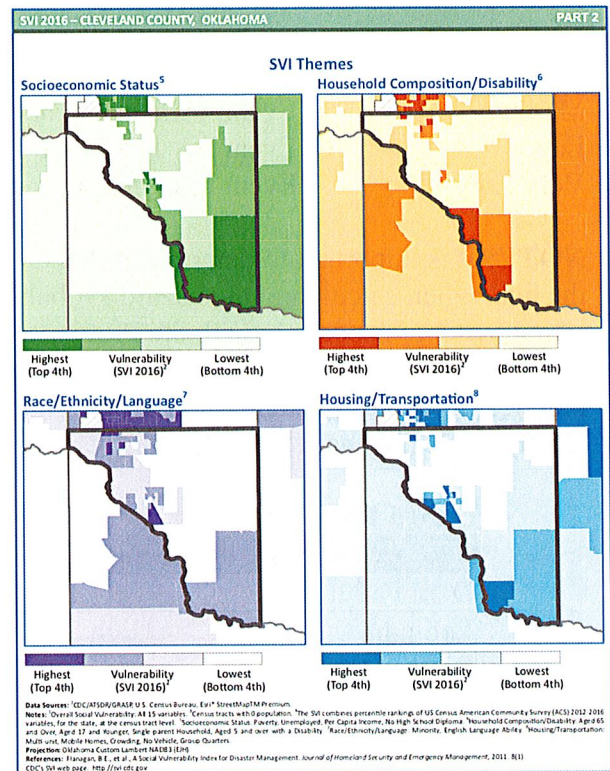 SVI 2016 – CLEVELAND COUNTY, OKLAHOMA PART 2
SVI Themes
Socioeconomic Status⁵ Household Composition/Disability⁶
Highest (Top 4th) Vulnerability (SVI 2016)² Lowest (Bottom 4th)
Highest (Top 4th) Vulnerability (SVI 2016)² Lowest (Bottom 4th)
Race/Ethnicity/Language⁷ Housing/Transportation⁸
Highest (Top 4th) Vulnerability (SVI 2016)² Lowest (Bottom 4th)
Highest (Top 4th) Vulnerability (SVI 2016)² Lowest (Bottom 4th)
Data Sources: ²CDC/ATSDR/GRASP, U.S. Census Bureau, Esri® StreetMapTM Premium.
Notes: ¹Overall Social Vulnerability: All 15 variables. ³Census tracts with 0 population. ⁴The SVI combines percentile rankings of US Census American Community Survey (ACS) 2012-2016
variables, for the state, at the census tract level. ⁵Socioeconomic Status: Poverty, Unemployed, Per Capita Income, No High School Diploma. ⁶Household Composition/Disability: Aged 65
and Over, Aged 17 and Younger, Single-parent Household, Aged 5 and over with a Disability. ⁷Race/Ethnicity/Language: Minority, English Language Ability. ⁸Housing/Transportation:
Multi-unit, Mobile Homes, Crowding, No Vehicle, Group Quarters.
Projection: Oklahoma Custom Lambert NAD83
References: Flanagan, B.E., et al., A Social Vulnerability Index for Disaster Management. Journal of Homeland Security and Emergency Management, 2011. 8(1).
CDC's SVI web page: http://svi.cdc.gov